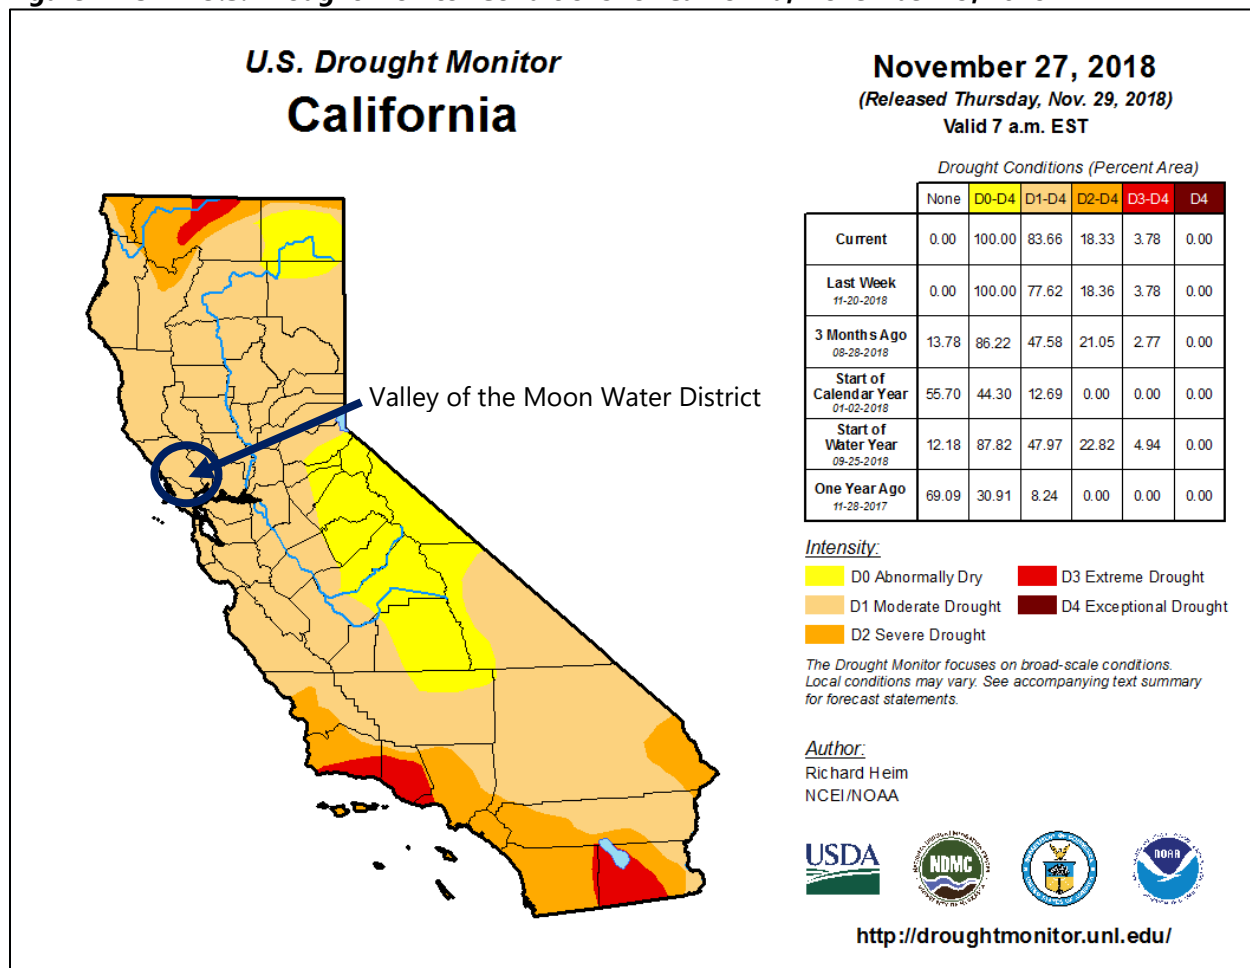 U.S. Drought Monitor
California
November 27, 2018
(Released Thursday, Nov. 29, 2018)
Valid 7 a.m. EST
Drought Conditions (Percent Area)
None D0-D4 D1-D4 D2-D4 D3-D4 D4
Current 0.00 100.00 83.66 18.33 3.78 0.00
Last Week
11-20-2018 0.00 100.00 77.62 18.36 3.78 0.00
3 Months Ago
08-28-2018 13.78 86.22 47.58 21.05 2.77 0.00
Start of
Calendar Year
01-02-2018 55.70 44.30 12.69 0.00 0.00 0.00
Start of
Water Year
09-25-2018 12.18 87.82 47.97 22.82 4.94 0.00
One Year Ago
11-28-2017 69.09 30.91 8.24 0.00 0.00 0.00
Valley of the Moon Water District
Intensity:
D0 Abnormally Dry
D1 Moderate Drought
D2 Severe Drought
D3 Extreme Drought
D4 Exceptional Drought
The Drought Monitor focuses on broad-scale conditions.
Local conditions may vary. See accompanying text summary
for forecast statements.
Author:
Richard Heim
NCEI/NOAA
USDA
NDMC
NOAA
http://droughtmonitor.unl.edu/